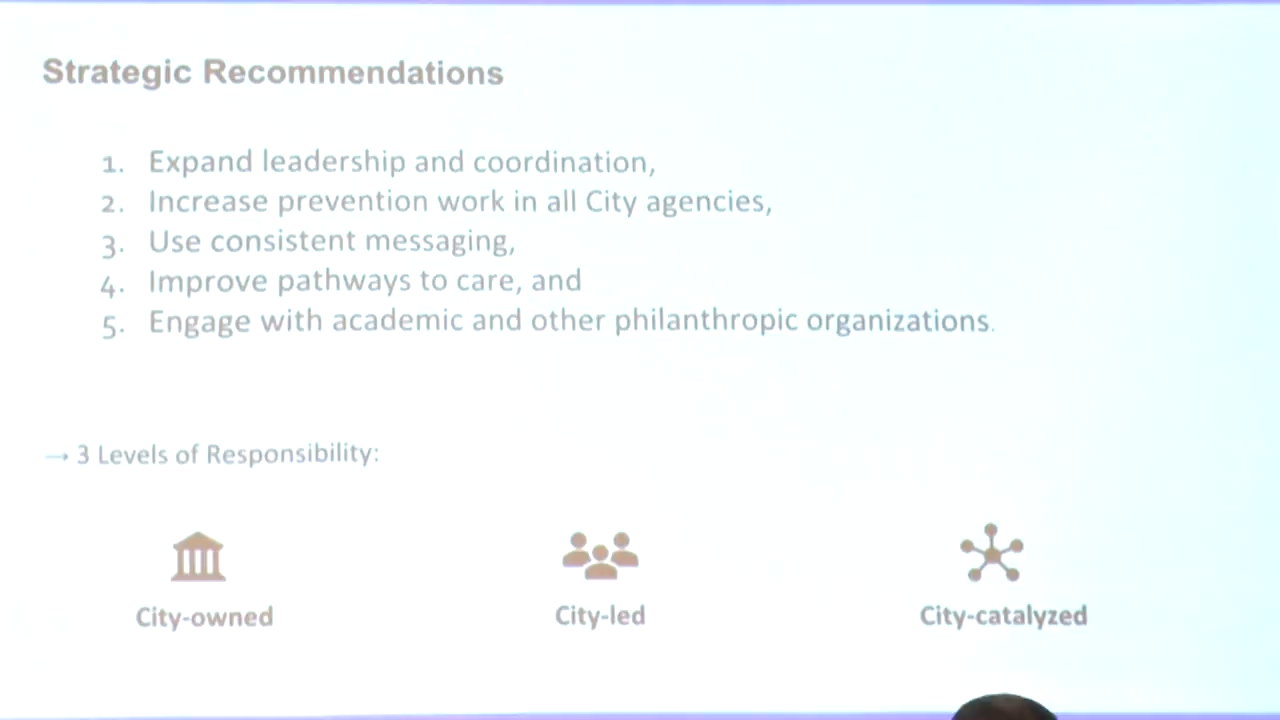 Strategic Recommendations
1. Expand leadership and coordination,
2. Increase prevention work in all City agencies,
3. Use consistent messaging,
4. Improve pathways to care, and
5. Engage with academic and other philanthropic organizations.
→ 3 Levels of Responsibility:
City-owned
City-led
City-catalyzed